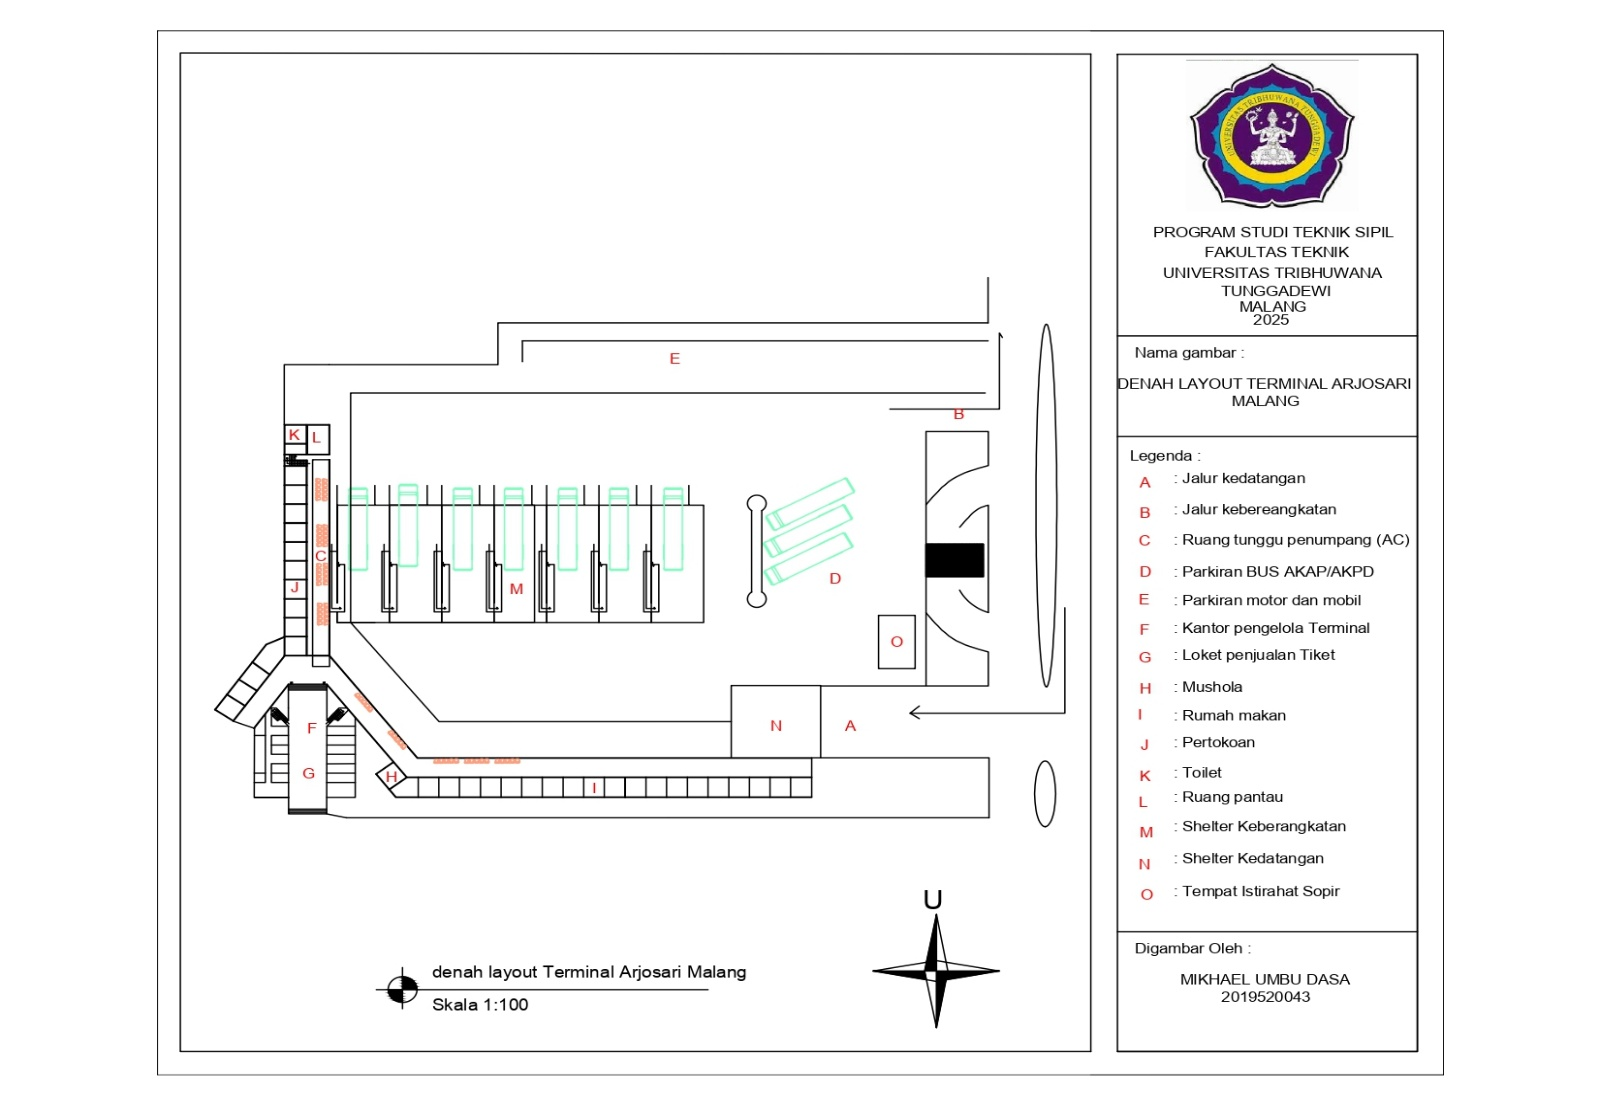 UNIVERSITAS TRIBHUWANA TUNGGADEWI
PROGRAM STUDI TEKNIK SIPIL
FAKULTAS TEKNIK
UNIVERSITAS TRIBHUWANA
TUNGGADEWI
MALANG
2025
Nama gambar :
DENAH LAYOUT TERMINAL ARJOSARI
MALANG
Legenda :
A : Jalur kedatangan
B : Jalur kebereangkatan
C : Ruang tunggu penumpang (AC)
D : Parkiran BUS AKAP/AKPD
E : Parkiran motor dan mobil
F : Kantor pengelola Terminal
G : Loket penjualan Tiket
H : Mushola
I : Rumah makan
J : Pertokoan
K : Toilet
L : Ruang pantau
M : Shelter Keberangkatan
N : Shelter Kedatangan
O : Tempat Istirahat Sopir
Digambar Oleh :
MIKHAEL UMBU DASA
2019520043
E
B
K L
C
J
M
D
O
F
N
A
G
H
I
U
denah layout Terminal Arjosari Malang
Skala 1:100